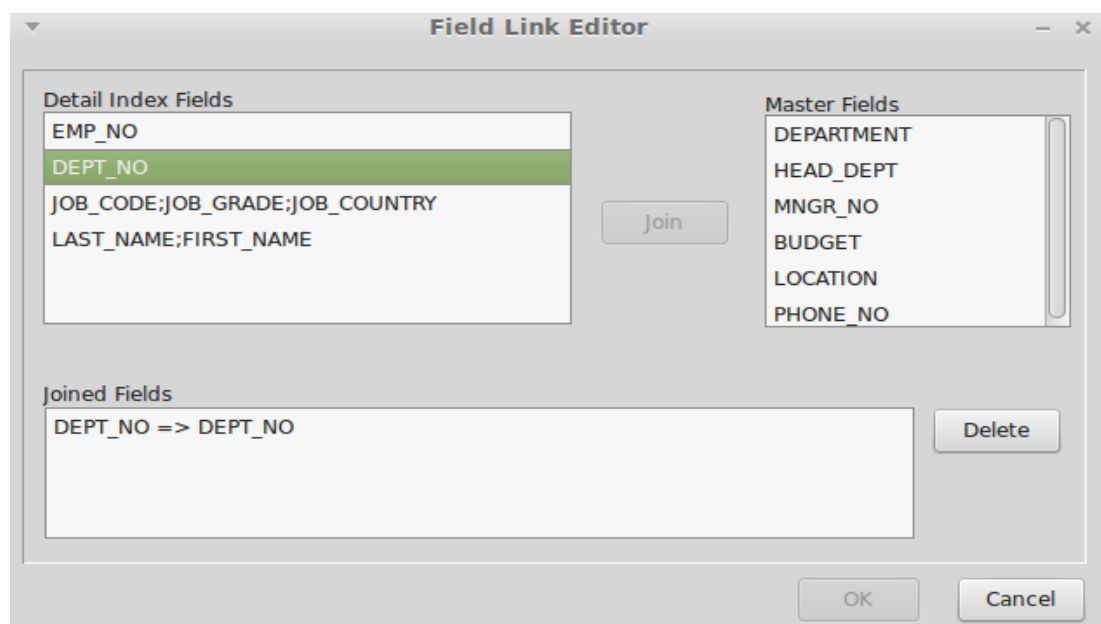 Field Link Editor
Detail Index Fields
EMP_NO
DEPT_NO
JOB_CODE;JOB_GRADE;JOB_COUNTRY
LAST_NAME;FIRST_NAME
Join
Master Fields
DEPARTMENT
HEAD_DEPT
MNGR_NO
BUDGET
LOCATION
PHONE_NO
Joined Fields
DEPT_NO => DEPT_NO
Delete
OK
Cancel